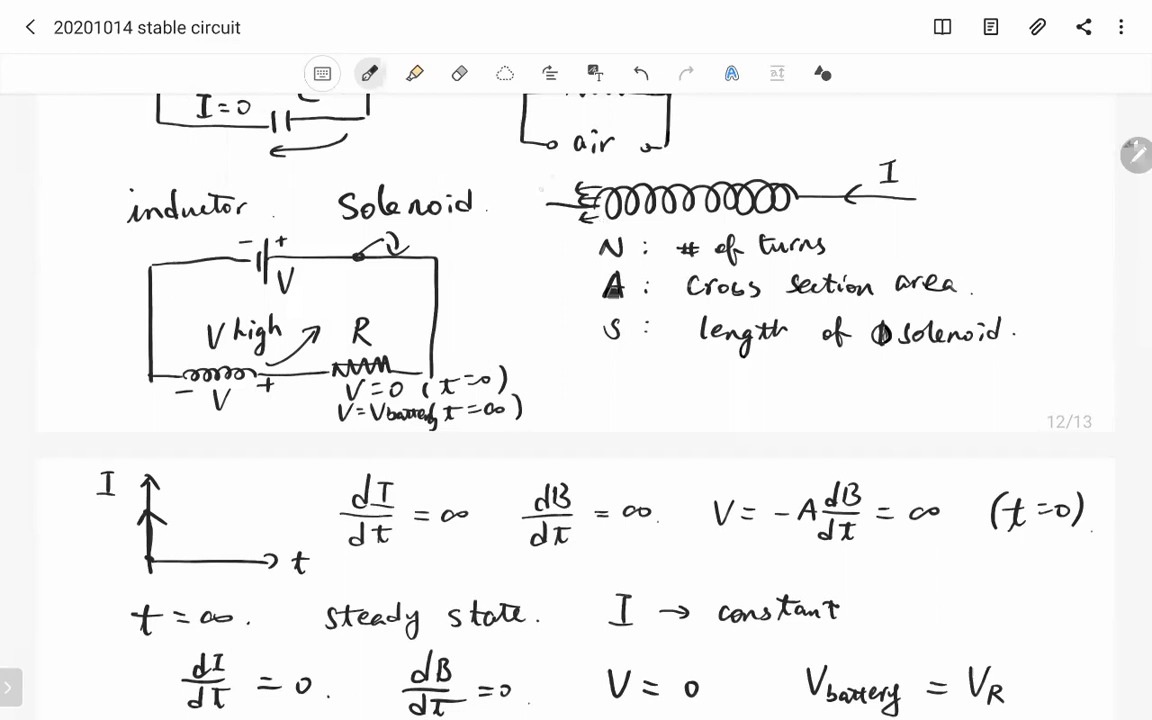 20201014 stable circuit
I = 0
air
inductor Solenoid.
I
N : # of turns
A : cross section area.
S : length of solenoid.
- +
V
V high R
- V +
V = 0 (t=0)
V = Vbattery t = ∞)
12/13
I
t
dI/dt = ∞ dB/dt = ∞. V = -A dB/dt = ∞ (t=0).
t = ∞. steady state. I → constant
dI/dt = 0. dB/dt = 0. V = 0 Vbattery = VR